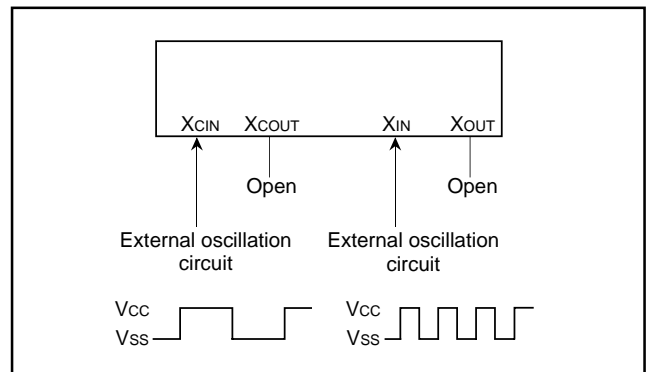 XCIN XCOUT XIN XOUT
Open Open
External oscillation circuit
External oscillation circuit
VCC
VSS
VCC
VSS